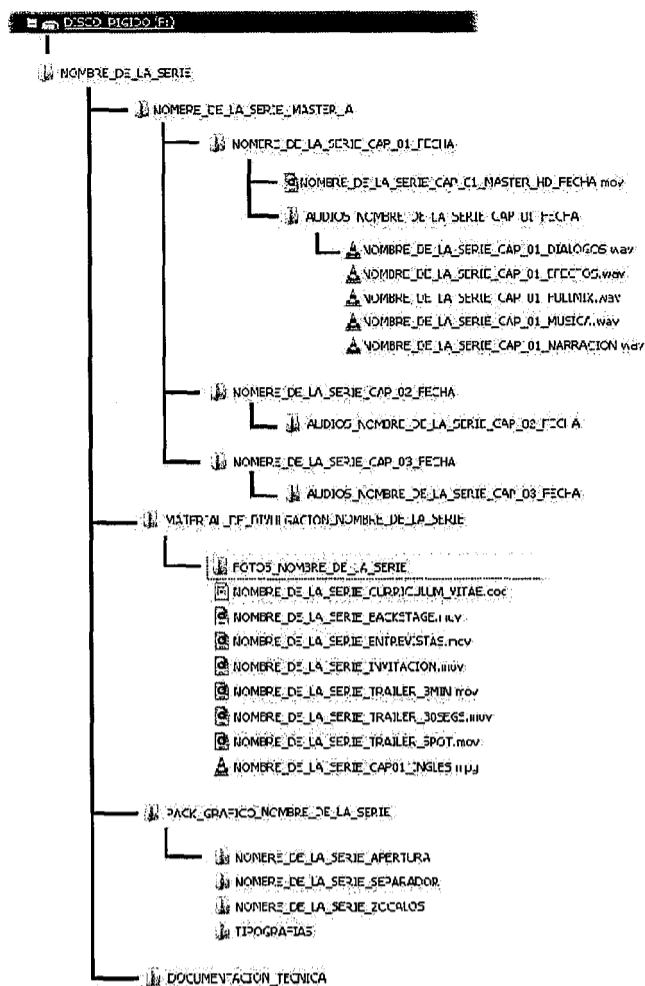 DISCO_RIGIDO (F:)
NOMBRE_DE_LA_SERIE
NOMBRE_DE_LA_SERIE_MASTER_A
NOMBRE_DE_LA_SERIE_CAP_01_FECHA
NOMBRE_DE_LA_SERIE_CAP_01_MASTER_HD_FECHA.mov
AUDIOS_NOMBRE_DE_LA_SERIE_CAP_01_FECHA
NOMBRE_DE_LA_SERIE_CAP_01_DIALOGOS.wav
NOMBRE_DE_LA_SERIE_CAP_01_EFECTOS.wav
NOMBRE_DE_LA_SERIE_CAP_01_FULLMIX.wav
NOMBRE_DE_LA_SERIE_CAP_01_MUSICA.wav
NOMBRE_DE_LA_SERIE_CAP_01_NARRACION.wav
NOMBRE_DE_LA_SERIE_CAP_02_FECHA
AUDIOS_NOMBRE_DE_LA_SERIE_CAP_02_FECHA
NOMBRE_DE_LA_SERIE_CAP_03_FECHA
AUDIOS_NOMBRE_DE_LA_SERIE_CAP_03_FECHA
MATERIAL_DE_DIVULGACION_NOMBRE_DE_LA_SERIE
FOTOS_NOMBRE_DE_LA_SERIE
NOMBRE_DE_LA_SERIE_CURRICULUM_VITAE.doc
NOMBRE_DE_LA_SERIE_BACKSTAGE.mov
NOMBRE_DE_LA_SERIE_ENTREVISTAS.mov
NOMBRE_DE_LA_SERIE_INVITACION.mov
NOMBRE_DE_LA_SERIE_TRAILER_3MIN.mov
NOMBRE_DE_LA_SERIE_TRAILER_30SEGS.mov
NOMBRE_DE_LA_SERIE_TRAILER_SPOT.mov
NOMBRE_DE_LA_SERIE_CAP01_INGLES.mpg
PACK_GRAFICO_NOMBRE_DE_LA_SERIE
NOMBRE_DE_LA_SERIE_APERTURA
NOMBRE_DE_LA_SERIE_SEPARADOR
NOMBRE_DE_LA_SERIE_ZOCALOS
TIPOGRAFIAS
DOCUMENTACION_TECNICA